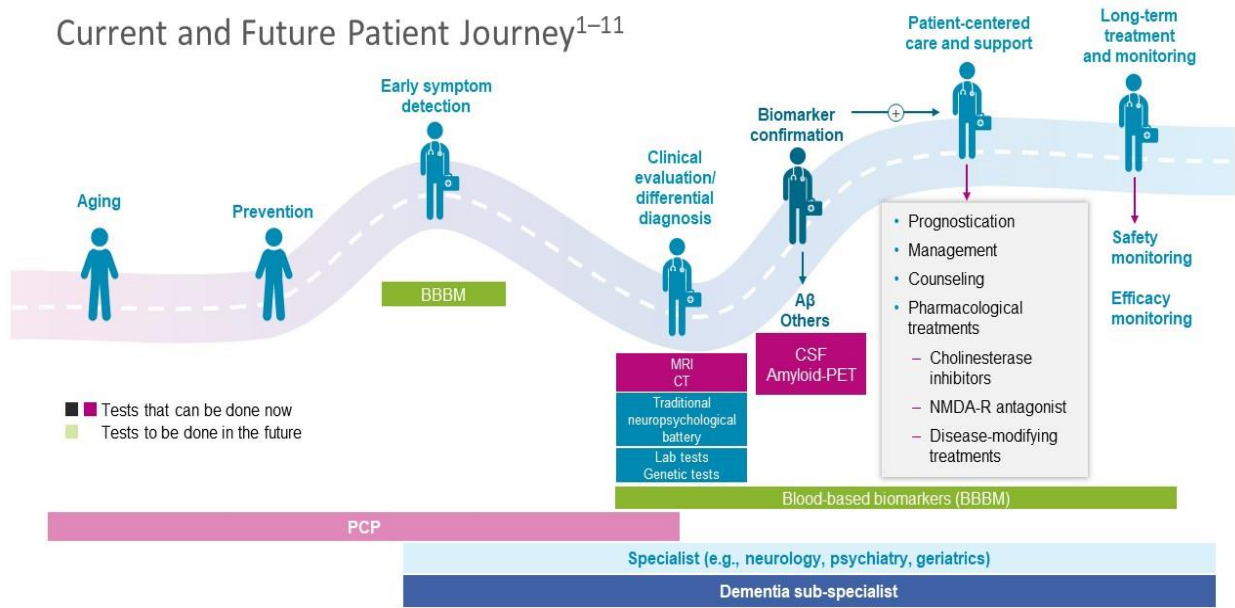 Current and Future Patient Journey1–11
Aging
Prevention
Early symptom
detection
BBBM
Clinical
evaluation/
differential
diagnosis
MRI
CT
Traditional
neuropsychological
battery
Lab tests
Genetic tests
Biomarker
confirmation
+
Aβ
Others
CSF
Amyloid-PET
Patient-centered
care and support
• Prognostication
• Management
• Counseling
• Pharmacological
treatments
– Cholinesterase
inhibitors
– NMDA-R antagonist
– Disease-modifying
treatments
Long-term
treatment
and monitoring
Safety
monitoring
Efficacy
monitoring
Tests that can be done now
Tests to be done in the future
Blood-based biomarkers (BBBM)
PCP
Specialist (e.g., neurology, psychiatry, geriatrics)
Dementia sub-specialist